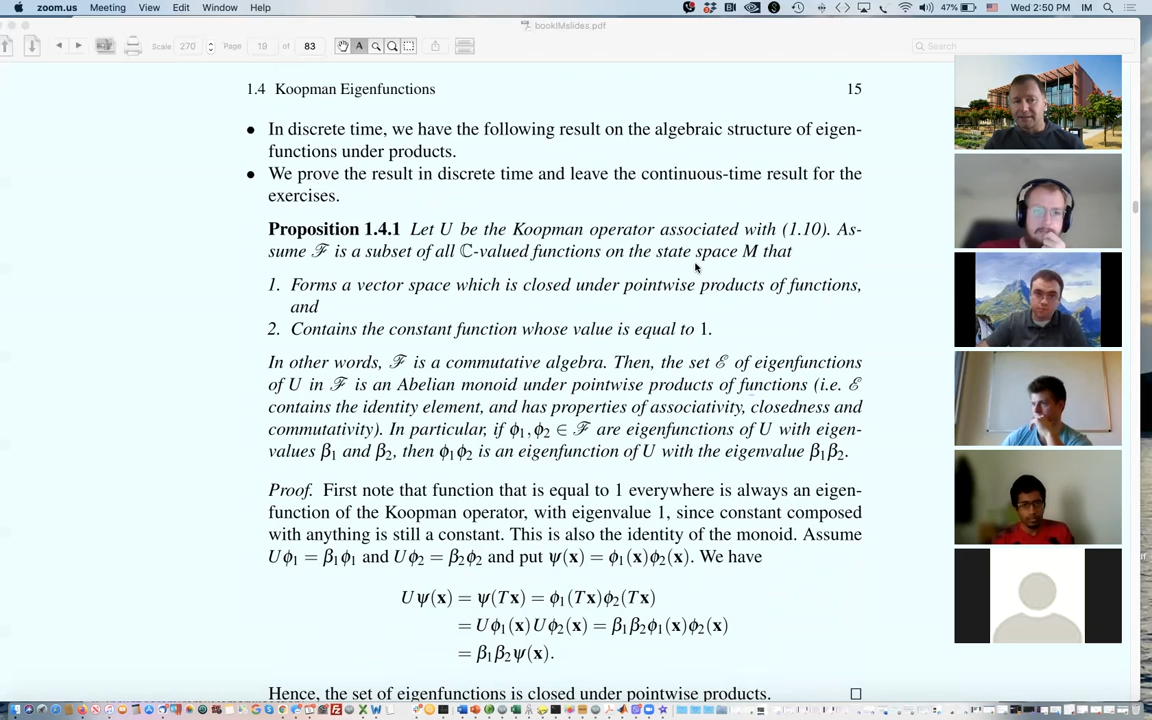 zoom.us Meeting View Edit Window Help 47% Wed 2:50 PM IM
bookIMslides.pdf
Scale 270 Page 19 of 83 A Search
1.4 Koopman Eigenfunctions 15
• In discrete time, we have the following result on the algebraic structure of eigen-
functions under products.
• We prove the result in discrete time and leave the continuous-time result for the
exercises.
Proposition 1.4.1 Let U be the Koopman operator associated with (1.10). As-
sume ℱ is a subset of all ℂ-valued functions on the state space M that
1. Forms a vector space which is closed under pointwise products of functions,
and
2. Contains the constant function whose value is equal to 1.
In other words, ℱ is a commutative algebra. Then, the set ℰ of eigenfunctions
of U in ℱ is an Abelian monoid under pointwise products of functions (i.e. ℰ
contains the identity element, and has properties of associativity, closedness and
commutativity). In particular, if ϕ₁, ϕ₂ ∈ ℱ are eigenfunctions of U with eigen-
values β₁ and β₂, then ϕ₁ϕ₂ is an eigenfunction of U with the eigenvalue β₁β₂.
Proof. First note that function that is equal to 1 everywhere is always an eigen-
function of the Koopman operator, with eigenvalue 1, since constant composed
with anything is still a constant. This is also the identity of the monoid. Assume
Uϕ₁ = β₁ϕ₁ and Uϕ₂ = β₂ϕ₂ and put ψ(x) = ϕ₁(x)ϕ₂(x). We have
Uψ(x) = ψ(Tx) = ϕ₁(Tx)ϕ₂(Tx)
= Uϕ₁(x)Uϕ₂(x) = β₁β₂ϕ₁(x)ϕ₂(x)
= β₁β₂ψ(x).
Hence, the set of eigenfunctions is closed under pointwise products. □